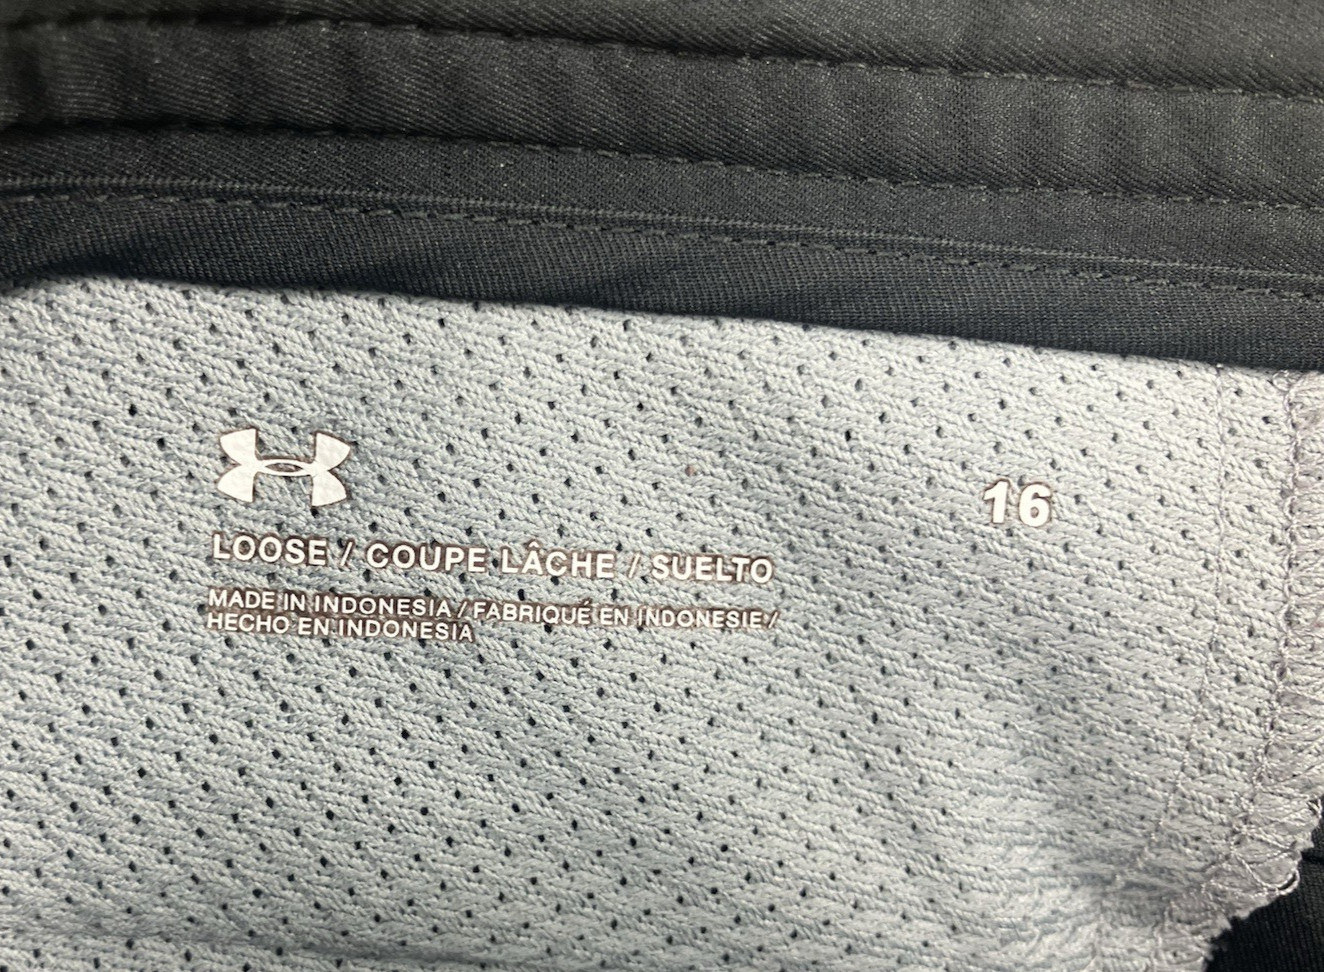 16
LOOSE / COUPE LÂCHE / SUELTO
MADE IN INDONESIA / FABRIQUÉ EN INDONESIE /
HECHO EN INDONESIA